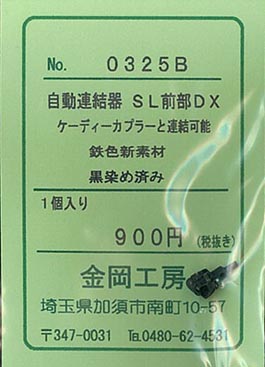 No. 0325B
自動連結器 SL前部DX
ケーディーカプラーと連結可能
鉄色新素材
黒染め済み
1個入り
900円 (税抜き)
金岡工房
埼玉県加須市南町10-57
〒347-0031 TEL0480-62-4531